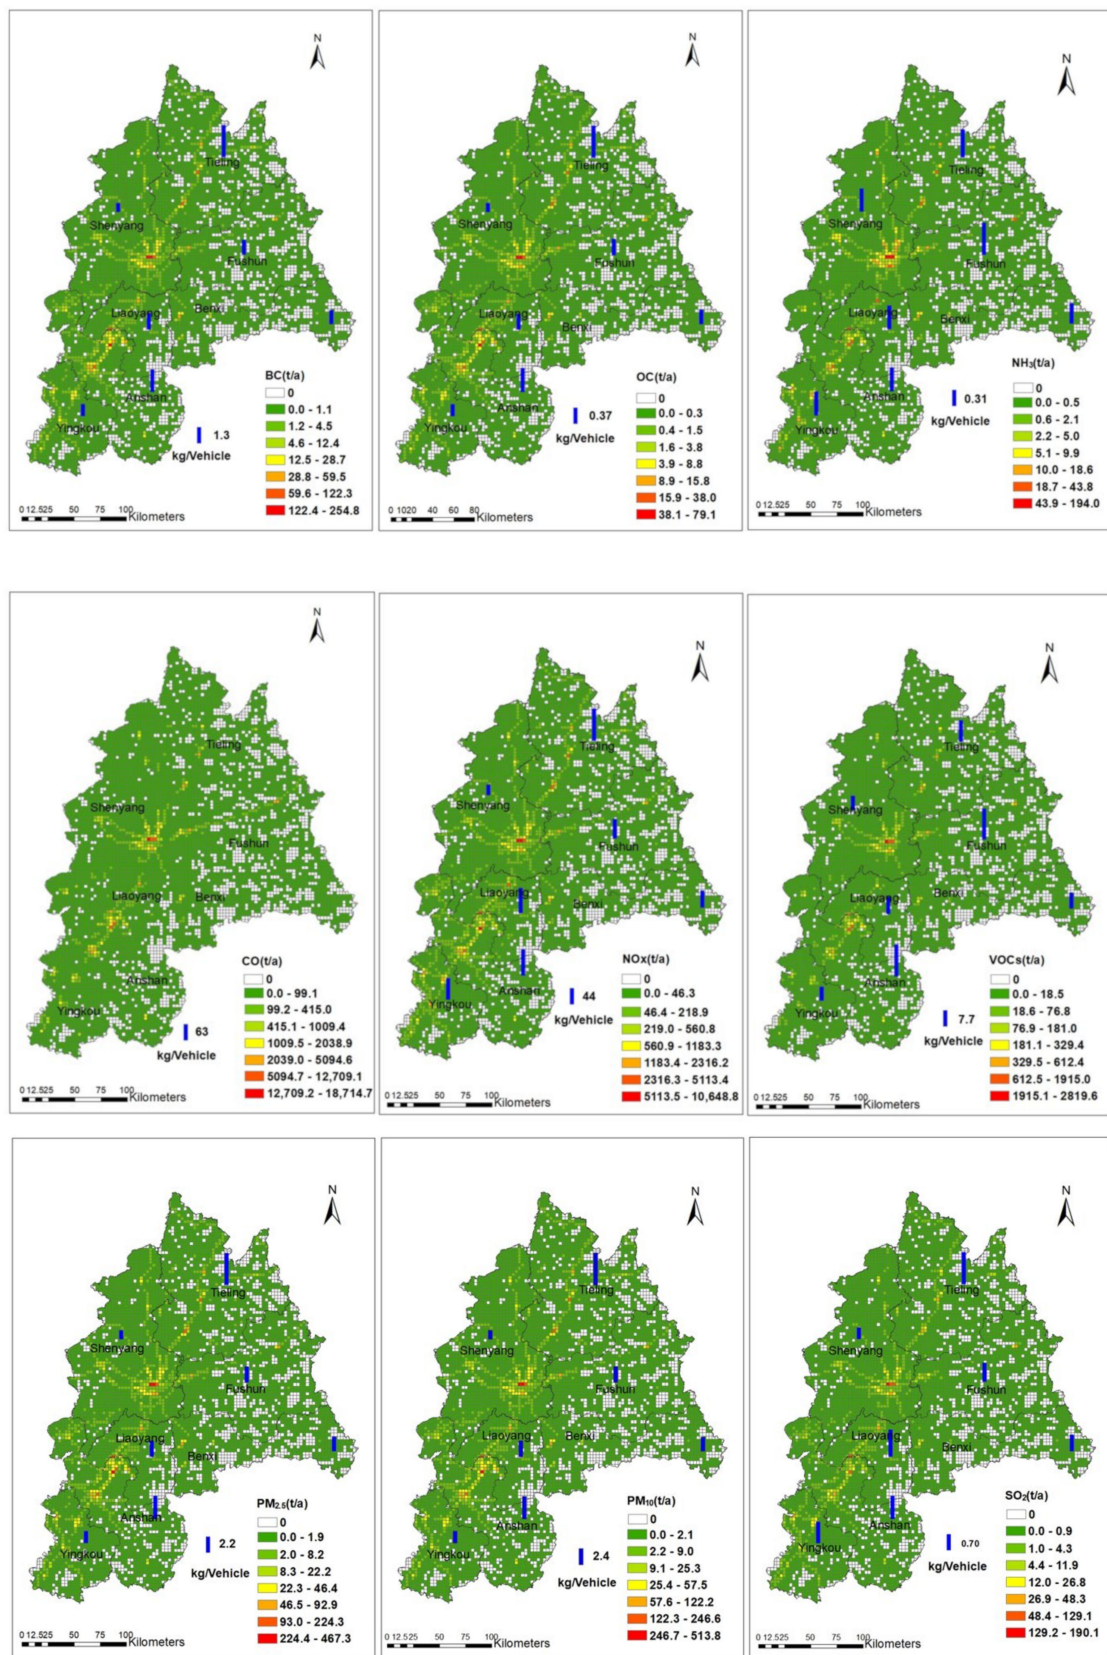 N
Tieling
Shenyang
Fushun
Liaoyang
Benxi
Anshan
Yingkou
BC(t/a)
0
0.0 - 1.1
1.2 - 4.5
4.6 - 12.4
12.5 - 28.7
28.8 - 59.5
59.6 - 122.3
122.4 - 254.8
1.3
kg/Vehicle
0 12.525 50 75 100
Kilometers
N
Tieling
Shenyang
Fushun
Liaoyang
Benxi
Anshan
Yingkou
OC(t/a)
0
0.0 - 0.3
0.4 - 1.5
1.6 - 3.8
3.9 - 8.8
8.9 - 15.8
15.9 - 38.0
38.1 - 79.1
0.37
kg/Vehicle
0 1020 40 60 80
Kilometers
N
Tieling
Shenyang
Fushun
Liaoyang
Benxi
Anshan
Yingkou
NH₃(t/a)
0
0.0 - 0.5
0.6 - 2.1
2.2 - 5.0
5.1 - 9.9
10.0 - 18.6
18.7 - 43.8
43.9 - 194.0
0.31
kg/Vehicle
0 12.525 50 75 100
Kilometers
N
Tieling
Shenyang
Fushun
Liaoyang
Benxi
Anshan
Yingkou
CO(t/a)
0
0.0 - 99.1
99.2 - 415.0
415.1 - 1009.4
1009.5 - 2038.9
2039.0 - 5094.6
5094.7 - 12,709.1
12,709.2 - 18,714.7
63
kg/Vehicle
0 12.525 50 75 100
Kilometers
N
Tieling
Shenyang
Fushun
Liaoyang
Benxi
Anshan
Yingkou
NOx(t/a)
0
0.0 - 46.3
46.4 - 218.9
219.0 - 560.8
560.9 - 1183.3
1183.4 - 2316.2
2316.3 - 5113.4
5113.5 - 10,648.8
44
kg/Vehicle
0 12.525 50 75 100
Kilometers
N
Tieling
Shenyang
Fushun
Liaoyang
Benxi
Anshan
Yingkou
VOCs(t/a)
0
0.0 - 18.5
18.6 - 76.8
76.9 - 181.0
181.1 - 329.4
329.5 - 612.4
612.5 - 1915.0
1915.1 - 2819.6
7.7
kg/Vehicle
0 12.525 50 75 100
Kilometers
N
Tieling
Shenyang
Fushun
Liaoyang
Benxi
Anshan
Yingkou
PM₂.₅(t/a)
0
0.0 - 1.9
2.0 - 8.2
8.3 - 22.2
22.3 - 46.4
46.5 - 92.9
93.0 - 224.3
224.4 - 467.3
2.2
kg/Vehicle
0 12.525 50 75 100
Kilometers
N
Tieling
Shenyang
Fushun
Liaoyang
Benxi
Anshan
Yingkou
PM₁₀(t/a)
0
0.0 - 2.1
2.2 - 9.0
9.1 - 25.3
25.4 - 57.5
57.6 - 122.2
122.3 - 246.6
246.7 - 513.8
2.4
kg/Vehicle
0 12.525 50 75 100
Kilometers
N
Tieling
Shenyang
Fushun
Liaoyang
Benxi
Anshan
Yingkou
SO₂(t/a)
0
0.0 - 0.9
1.0 - 4.3
4.4 - 11.9
12.0 - 26.8
26.9 - 48.3
48.4 - 129.1
129.2 - 190.1
0.70
kg/Vehicle
0 12.525 50 75 100
Kilometers